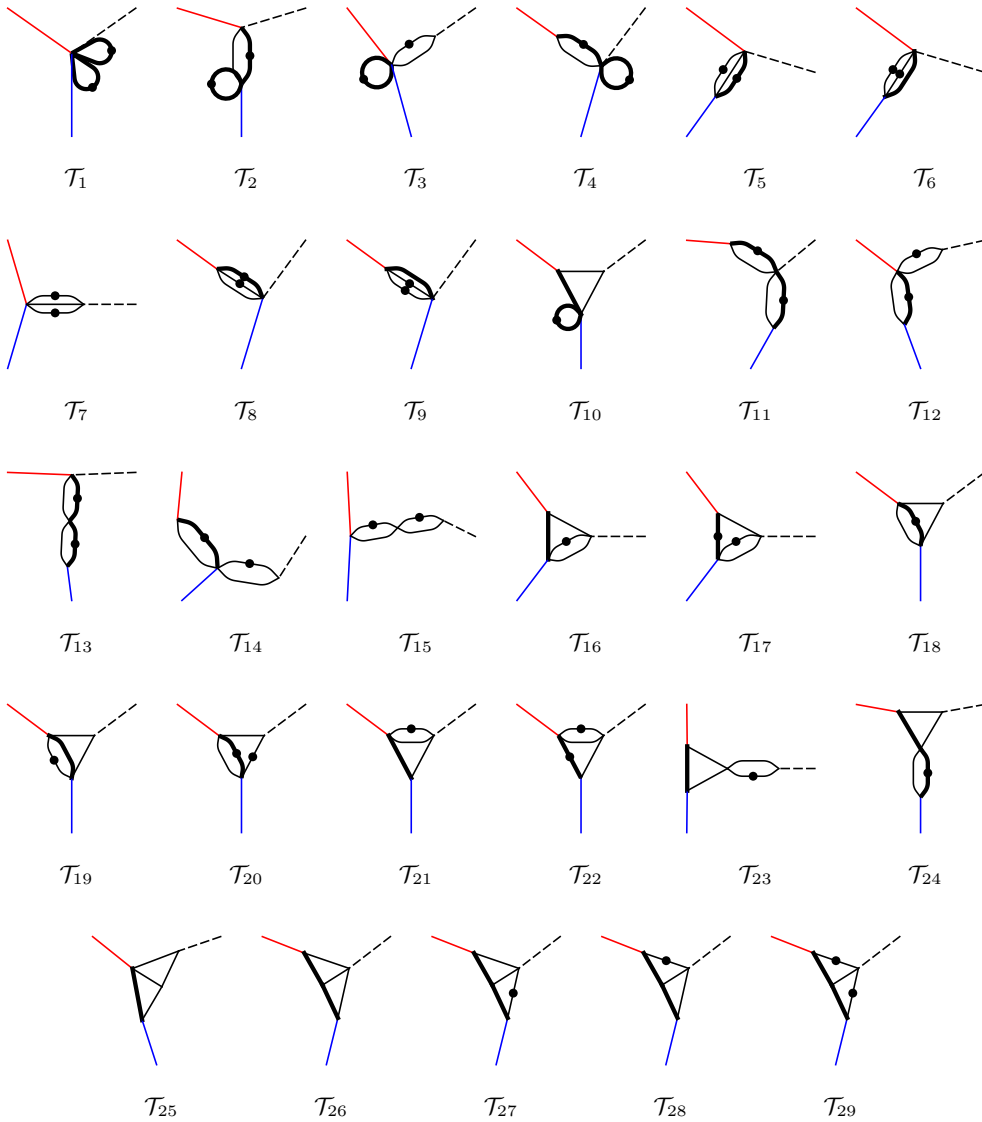 𝒯₁ 𝒯₂ 𝒯₃ 𝒯₄ 𝒯₅ 𝒯₆
𝒯₇ 𝒯₈ 𝒯₉ 𝒯₁₀ 𝒯₁₁ 𝒯₁₂
𝒯₁₃ 𝒯₁₄ 𝒯₁₅ 𝒯₁₆ 𝒯₁₇ 𝒯₁₈
𝒯₁₉ 𝒯₂₀ 𝒯₂₁ 𝒯₂₂ 𝒯₂₃ 𝒯₂₄
𝒯₂₅ 𝒯₂₆ 𝒯₂₇ 𝒯₂₈ 𝒯₂₉